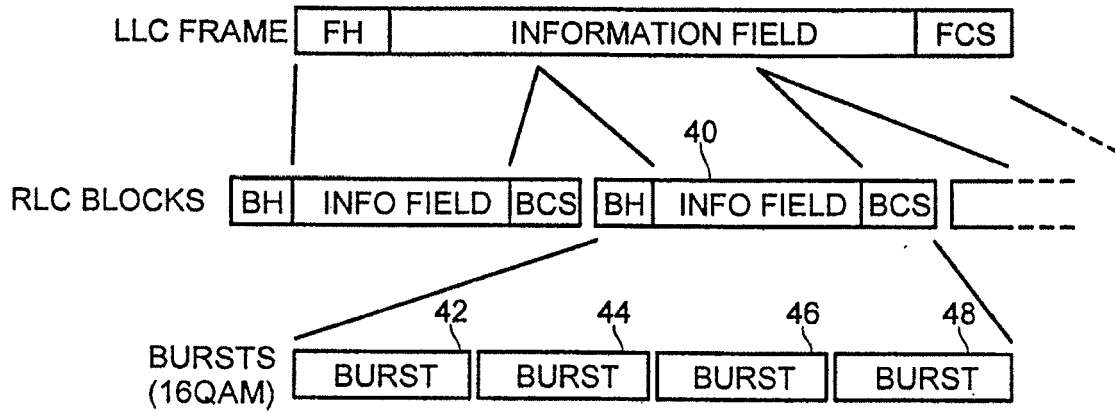 LLC FRAME FH INFORMATION FIELD FCS
40
RLC BLOCKS BH INFO FIELD BCS BH INFO FIELD BCS
42 44 46 48
BURSTS BURST BURST BURST BURST
(16QAM)